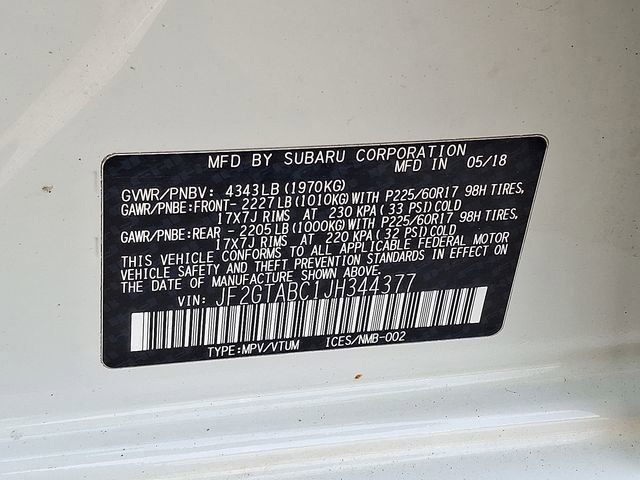 MFD BY SUBARU CORPORATION
MFD IN 05/18
GVWR/PNBV: 4343LB(1970KG)
GAWR/PNBE:FRONT-2227LB(1010KG)WITH P225/60R17 98H TIRES,
17X7J RIMS AT 230 KPA(33 PSI)COLD
GAWR/PNBE:REAR -2205LB(1000KG)WITH P225/60R17 98H TIRES,
17X7J RIMS AT 220 KPA(32 PSI)COLD
THIS VEHICLE CONFORMS TO ALL APPLICABLE FEDERAL MOTOR
VEHICLE SAFETY AND THEFT PREVENTION STANDARDS IN EFFECT ON
THE DATE OF MANUFACTURE SHOWN ABOVE.
VIN: JF2GTABC1JH344377
TYPE:MPV/VTUM ICES/NMB-002